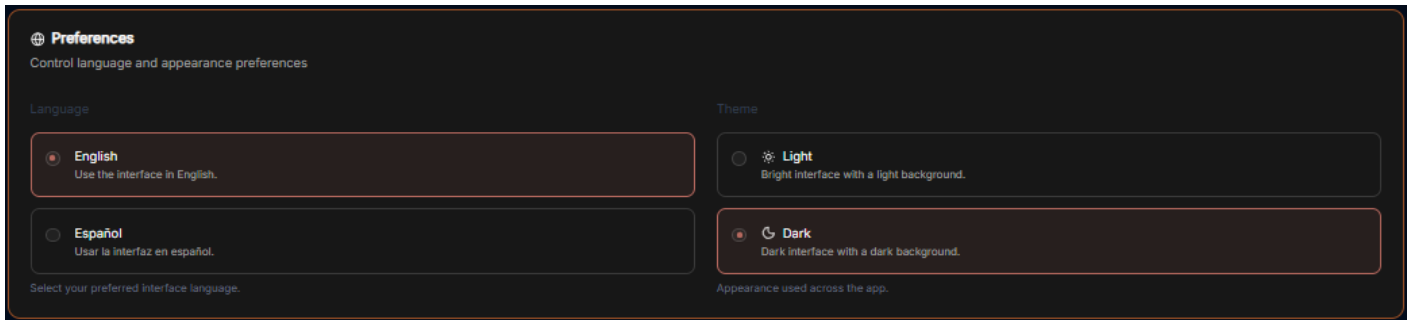 Preferences
Control language and appearance preferences
Language
English
Use the interface in English.
Español
Usar la interfaz en español.
Select your preferred interface language.
Theme
Light
Bright interface with a light background.
Dark
Dark interface with a dark background.
Appearance used across the app.